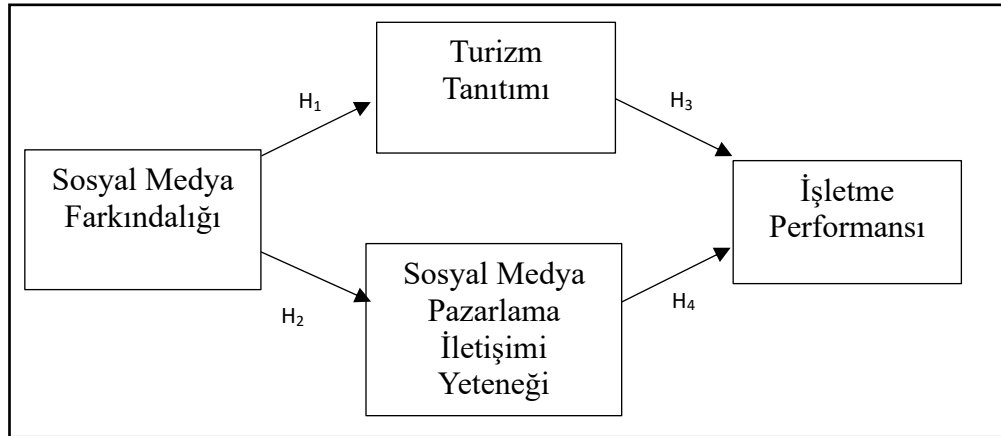 Turizm
Tanıtımı
H₁
H₃
Sosyal Medya
Farkındalığı
İşletme
Performansı
Sosyal Medya
Pazarlama
İletişimi
Yeteneği
H₂
H₄